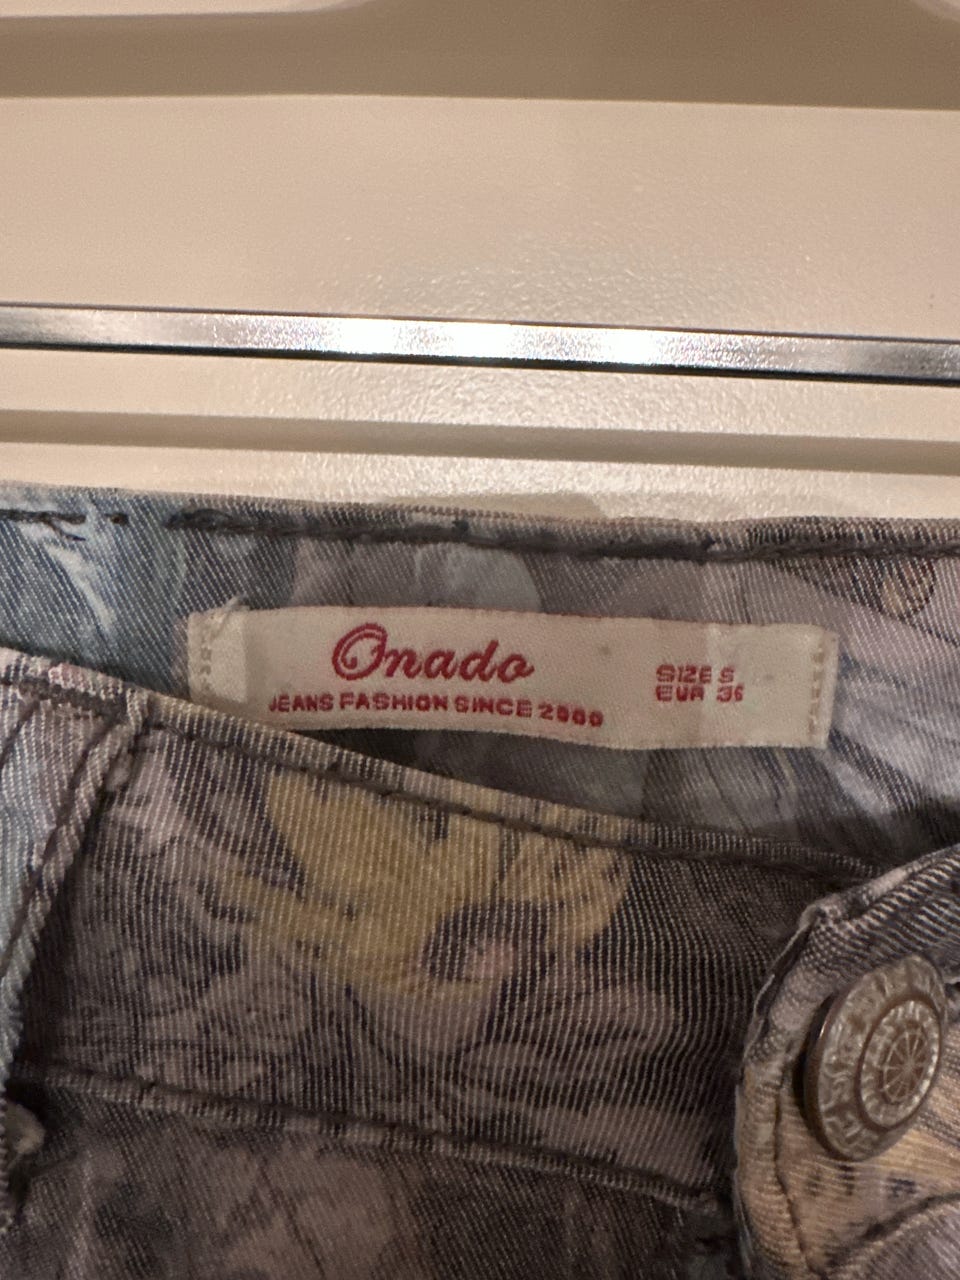 Onado
JEANS FASHION SINCE 2000
SIZE S
EUR 36